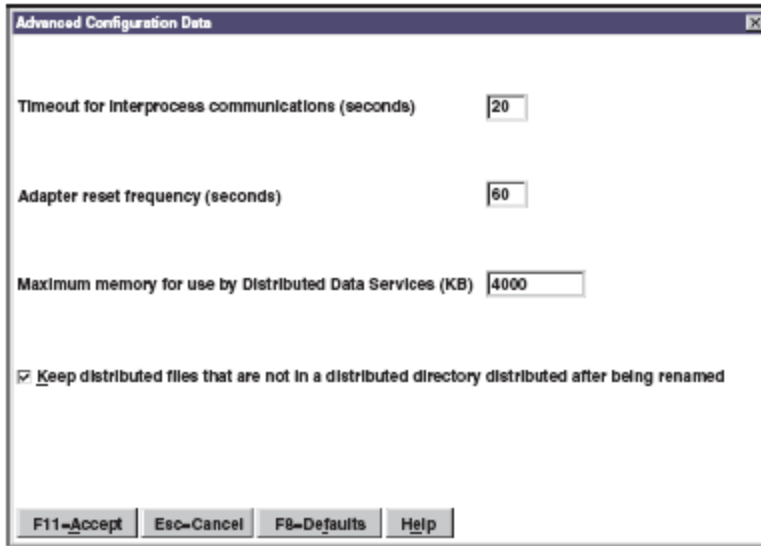 Advanced Configuration Data
Timeout for interprocess communications (seconds) 20
Adapter reset frequency (seconds) 60
Maximum memory for use by Distributed Data Services (KB) 4000
Keep distributed files that are not in a distributed directory distributed after being renamed
F11=Accept Esc=Cancel F8=Defaults Help